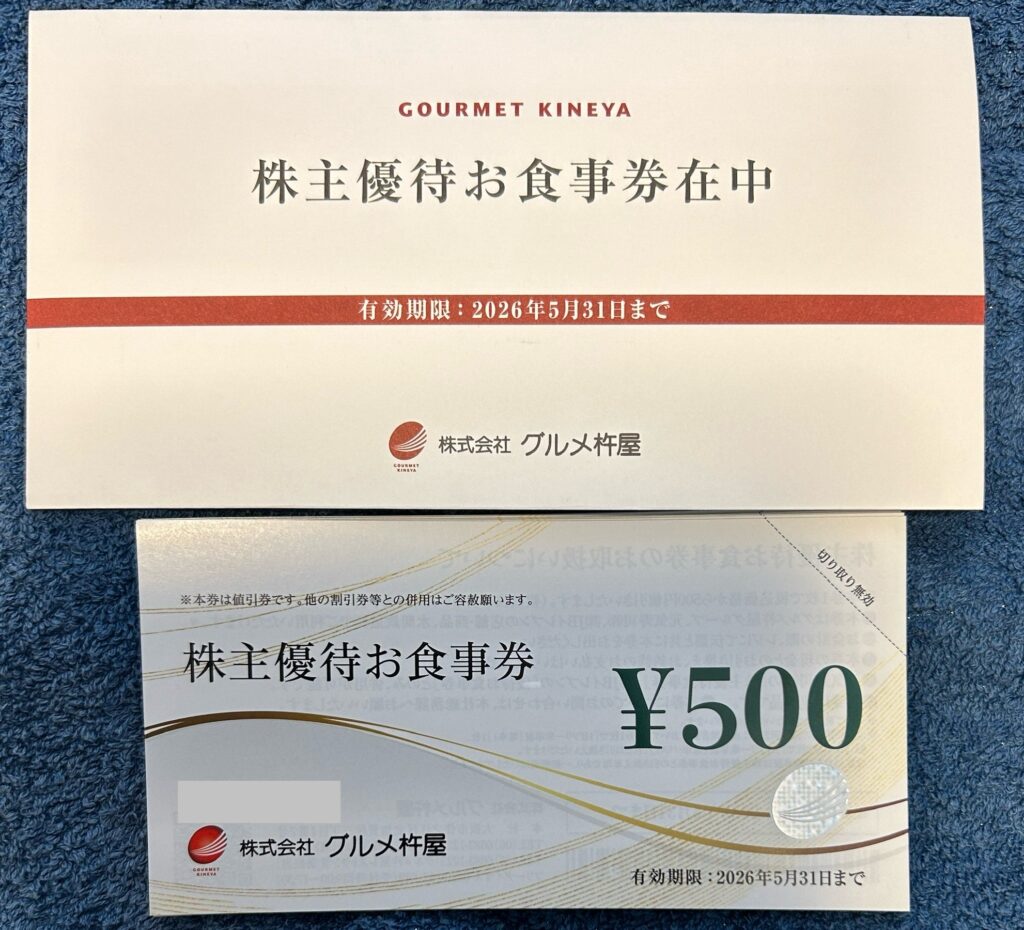 GOURMET KINEYA
株主優待お食事券在中
有効期限：2026年5月31日まで
GOURMET
KINEYA
株式会社 グルメ杵屋
切り取り無効
※本券は値引券です。他の割引券等との併用はご容赦願います。
株主優待お食事券
¥500
GOURMET
KINEYA
株式会社 グルメ杵屋
有効期限：2026年5月31日まで